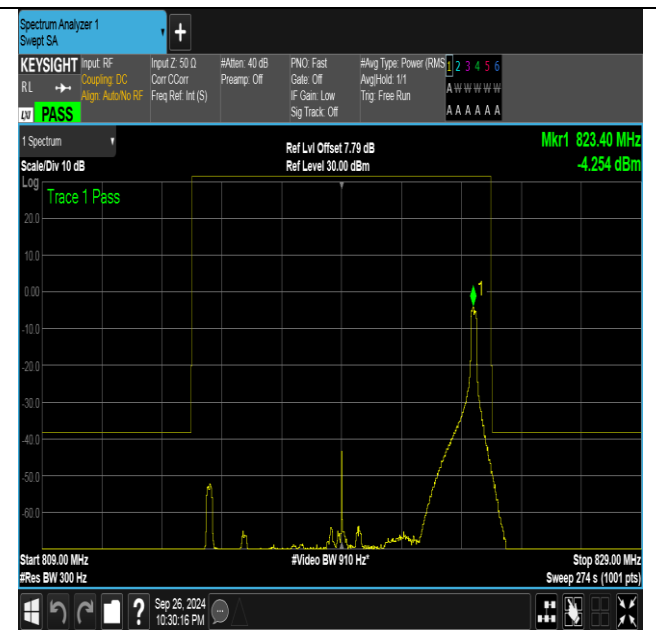 Spectrum Analyzer 1
Swept SA
+
KEYSIGHT
RL
LXI PASS
Input: RF
Coupling: DC
Align: Auto/No RF
Input Z: 50 Ω
Corr CCorr
Freq Ref: Int (S)
#Atten: 40 dB
Preamp: Off
PNO: Fast
Gate: Off
IF Gain: Low
Sig Track: Off
#Avg Type: Power (RMS
Avg|Hold: 1/1
Trig: Free Run
1 2 3 4 5 6
A W W W W W
A A A A A A
1 Spectrum
Scale/Div 10 dB
Ref Lvl Offset 7.79 dB
Ref Level 30.00 dBm
Mkr1 823.40 MHz
-4.254 dBm
Log
Trace 1 Pass
20.0
10.0
0.00
1
-10.0
-20.0
-30.0
-40.0
-50.0
-60.0
Start 809.00 MHz
#Res BW 300 Hz
#Video BW 910 Hz*
Stop 829.00 MHz
Sweep 274 s (1001 pts)
?
Sep 26, 2024
10:30:16 PM